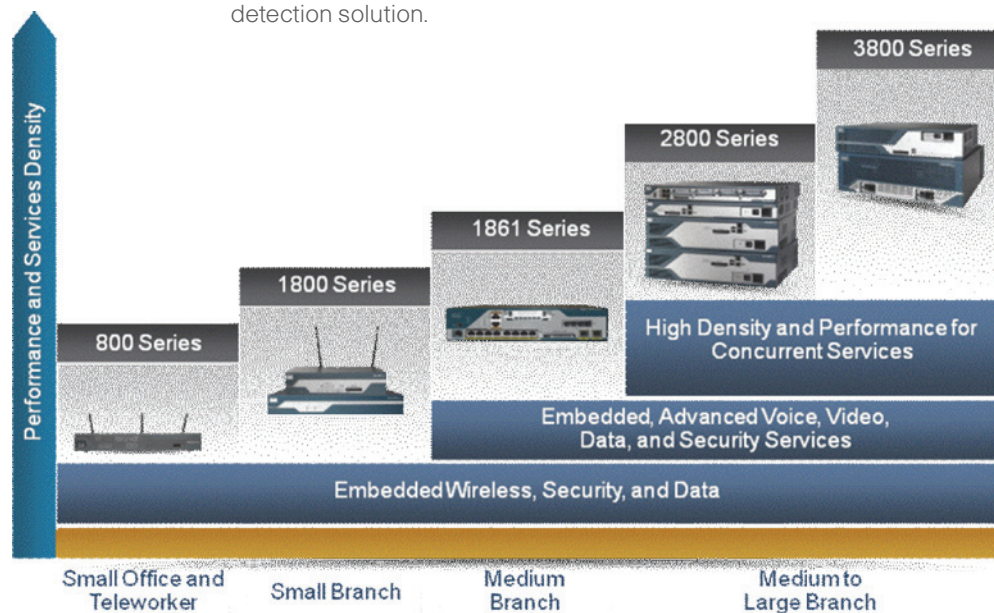 detection solution.
3800 Series
2800 Series
1861 Series
1800 Series
800 Series
Performance and Services Density
High Density and Performance for
Concurrent Services
Embedded, Advanced Voice, Video,
Data, and Security Services
Embedded Wireless, Security, and Data
Small Office and
Teleworker
Small Branch
Medium
Branch
Medium to
Large Branch